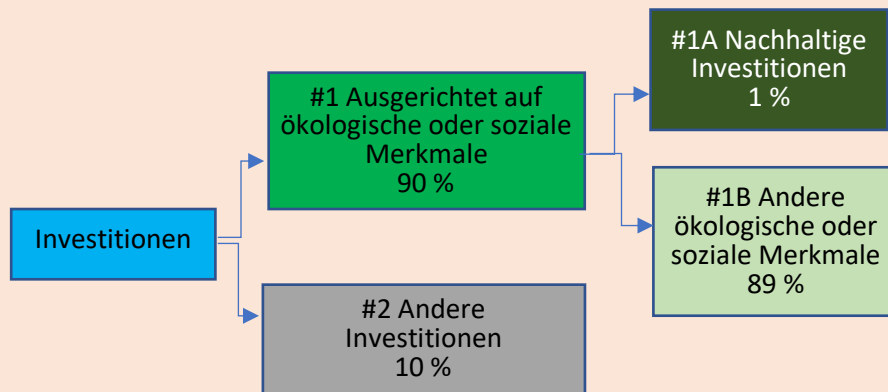 Investitionen
#1 Ausgerichtet auf
ökologische oder soziale
Merkmale
90 %
#2 Andere
Investitionen
10 %
#1A Nachhaltige
Investitionen
1 %
#1B Andere
ökologische oder
soziale Merkmale
89 %